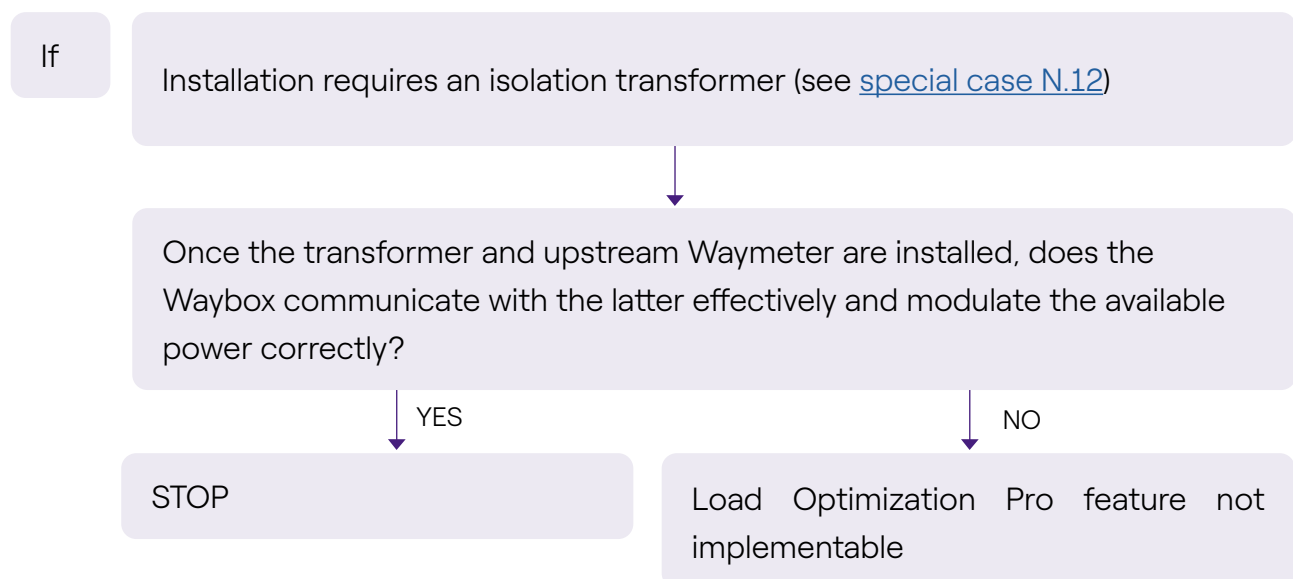 If
Installation requires an isolation transformer (see special case N.12)
Once the transformer and upstream Waymeter are installed, does the
Waybox communicate with the latter effectively and modulate the available
power correctly?
YES
NO
STOP
Load Optimization Pro feature not
implementable